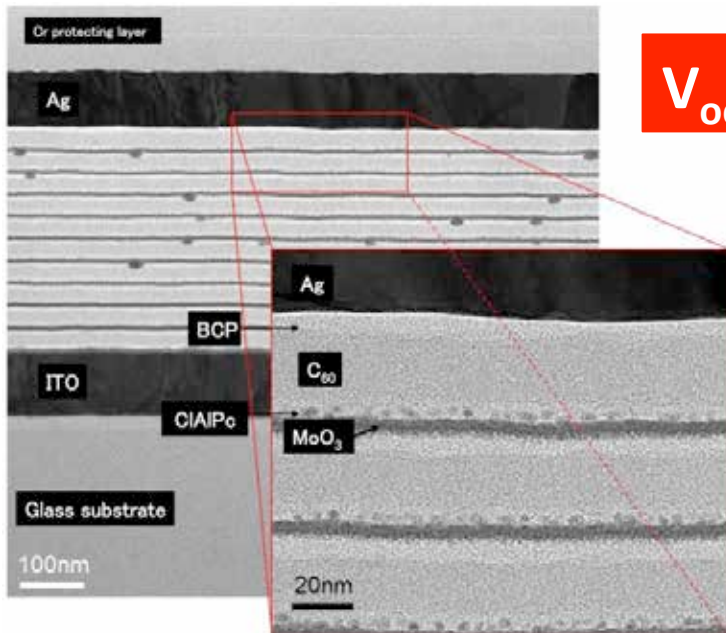 Cr protecting layer
Ag
V
Ag
BCP
C₆₀
ITO
ClAlPc
MoO₃
Glass substrate
100nm
20nm